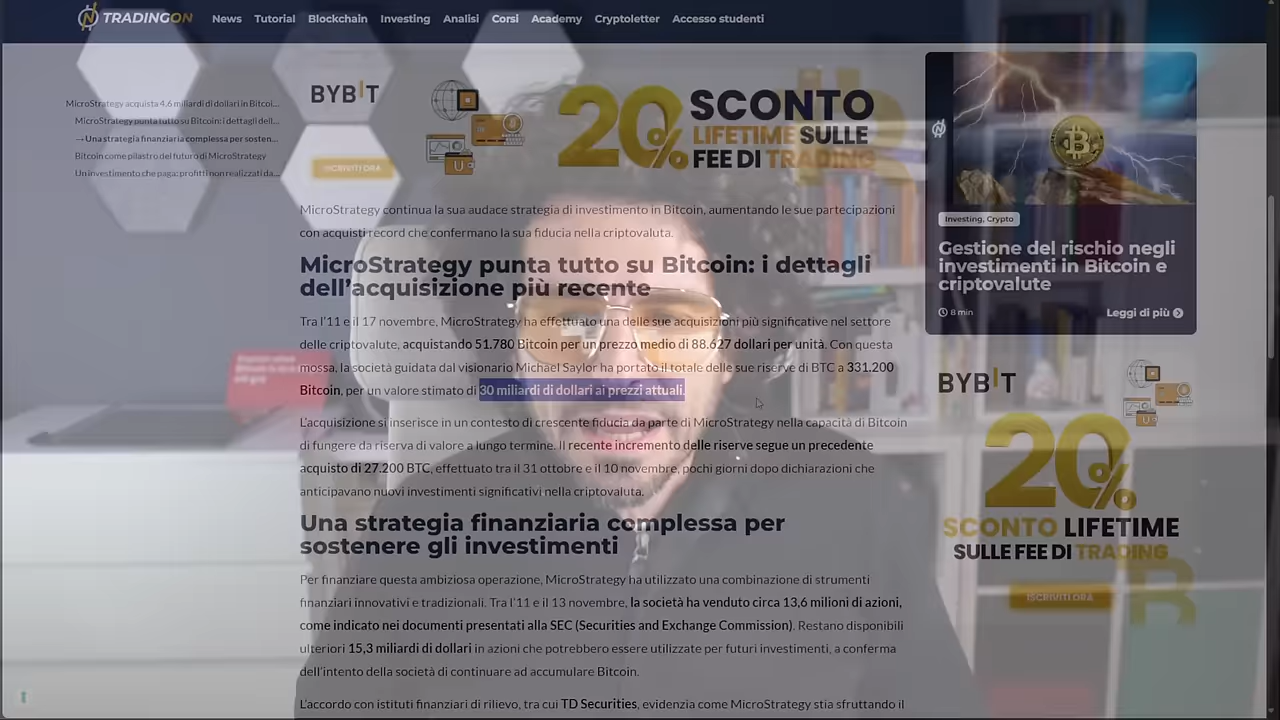 TRADINGON
News Tutorial Blockchain Investing Analisi Corsi Academy Cryptoletter Accesso studenti
MicroStrategy acquista 4,6 miliardi di dollari in Bitcoi...
MicroStrategy punta tutto su Bitcoin: i dettagli dell'...
→Una strategia finanziaria complessa per sosten...
Bitcoin come pilastro del futuro di MicroStrategy
Un investimento che paga: profitti non realizzati da...
BYBIT
ISCRIVITI ORA
20%
SCONTO
LIFETIME SULLE
FEE DI TRADING
MicroStrategy continua la sua audace strategia di investimento in Bitcoin, aumentando le sue partecipazioni
con acquisti record che confermano la sua fiducia nella criptovaluta.
MicroStrategy punta tutto su Bitcoin: i dettagli
dell'acquisizione più recente
Tra l'11 e il 17 novembre, MicroStrategy ha effettuato una delle sue acquisizioni più significative nel settore
delle criptovalute, acquistando 51.780 Bitcoin per un prezzo medio di 88.627 dollari per unità. Con questa
mossa, la società guidata dal visionario Michael Saylor ha portato il totale delle sue riserve di BTC a 331.200
Bitcoin, per un valore stimato di 30 miliardi di dollari ai prezzi attuali.
L'acquisizione si inserisce in un contesto di crescente fiducia da parte di MicroStrategy nella capacità di Bitcoin
di fungere da riserva di valore a lungo termine. Il recente incremento delle riserve segue un precedente
acquisto di 27.200 BTC, effettuato tra il 31 ottobre e il 10 novembre, pochi giorni dopo dichiarazioni che
anticipavano nuovi investimenti significativi nella criptovaluta.
Una strategia finanziaria complessa per
sostenere gli investimenti
Per finanziare questa ambiziosa operazione, MicroStrategy ha utilizzato una combinazione di strumenti
finanziari innovativi e tradizionali. Tra l'11 e il 13 novembre, la società ha venduto circa 13,6 milioni di azioni,
come indicato nei documenti presentati alla SEC (Securities and Exchange Commission). Restano disponibili
ulteriori 15,3 miliardi di dollari in azioni che potrebbero essere utilizzate per futuri investimenti, a conferma
dell'intento della società di continuare ad accumulare Bitcoin.
L'accordo con istituti finanziari di rilievo, tra cui TD Securities, evidenzia come MicroStrategy stia sfruttando il
Investing, Crypto
Gestione del rischio negli
investimenti in Bitcoin e
criptovalute
8 min
Leggi di più
BYBIT
20%
SCONTO LIFETIME
SULLE FEE DI TRADING
ISCRIVITI ORA